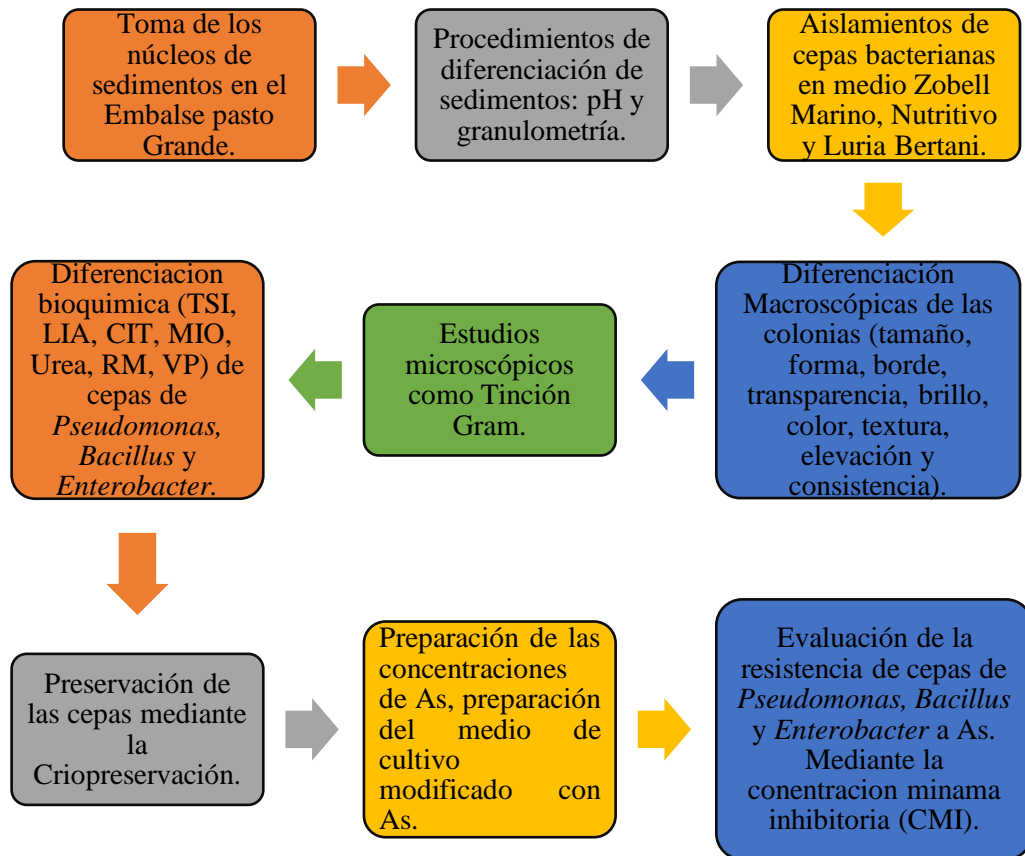 Toma de los
núcleos de
sedimentos en el
Embalse pasto
Grande.
Procedimientos de
diferenciación de
sedimentos: pH y
granulometría.
Aislamientos de
cepas bacterianas
en medio Zobell
Marino, Nutritivo
y Luria Bertani.
Diferenciación
Macroscópicas de las
colonias (tamaño,
forma, borde,
transparencia, brillo,
color, textura,
elevación y
consistencia).
Estudios
microscópicos
como Tinción
Gram.
Diferenciacion
bioquimica (TSI,
LIA, CIT, MIO,
Urea, RM, VP) de
cepas de
Pseudomonas,
Bacillus y
Enterobacter.
Preservación de
las cepas mediante
la
Criopreservación.
Preparación de las
concentraciones
de As, preparación
del medio de
cultivo
modificado con
As.
Evaluación de la
resistencia de cepas de
Pseudomonas, Bacillus
y Enterobacter a As.
Mediante la
conentracion minama
inhibitoria (CMI).